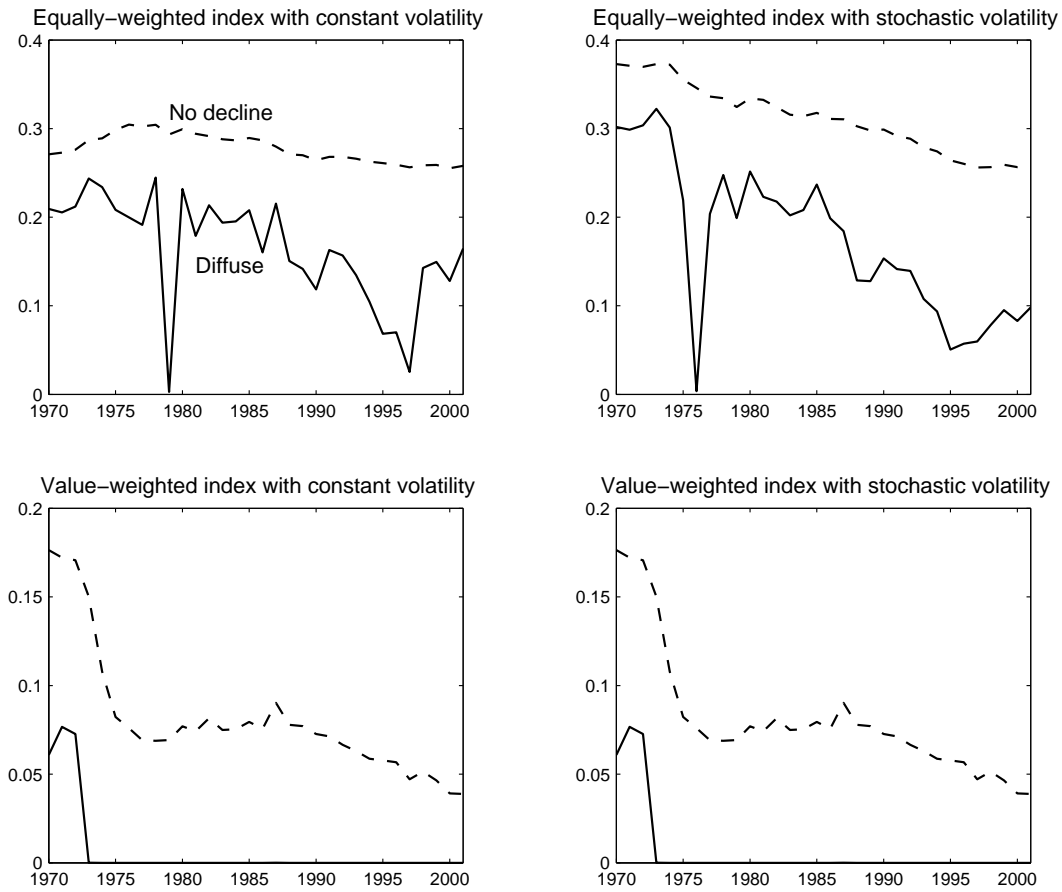 Equally−weighted index with constant volatility
0.4
0.3
0.2
0.1
0
No decline
Diffuse
1970 1975 1980 1985 1990 1995 2000
Equally−weighted index with stochastic volatility
0.4
0.3
0.2
0.1
0
1970 1975 1980 1985 1990 1995 2000
Value−weighted index with constant volatility
0.2
0.15
0.1
0.05
0
1970 1975 1980 1985 1990 1995 2000
Value−weighted index with stochastic volatility
0.2
0.15
0.1
0.05
0
1970 1975 1980 1985 1990 1995 2000